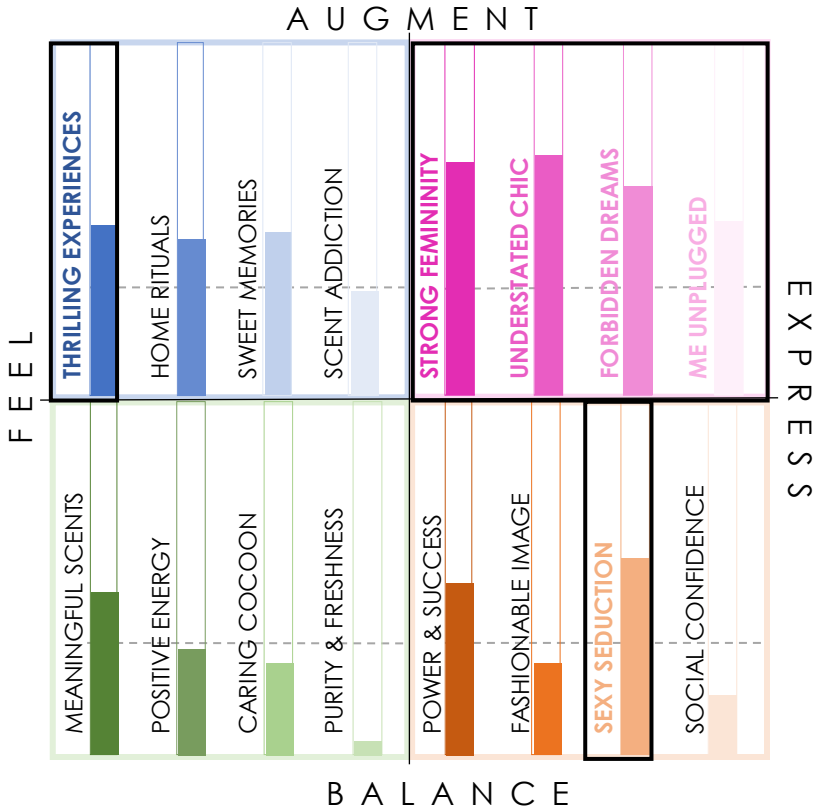 AUGMENT
FEEL
EXPRESS
THRILLING EXPERIENCES
HOME RITUALS
SWEET MEMORIES
SCENT ADDICTION
STRONG FEMININITY
UNDERSTATED CHIC
FORBIDDEN DREAMS
ME UNPLUGGED
MEANINGFUL SCENTS
POSITIVE ENERGY
CARING COCOON
PURITY & FRESHNESS
POWER & SUCCESS
FASHIONABLE IMAGE
SEXY SEDUCTION
SOCIAL CONFIDENCE
BALANCE